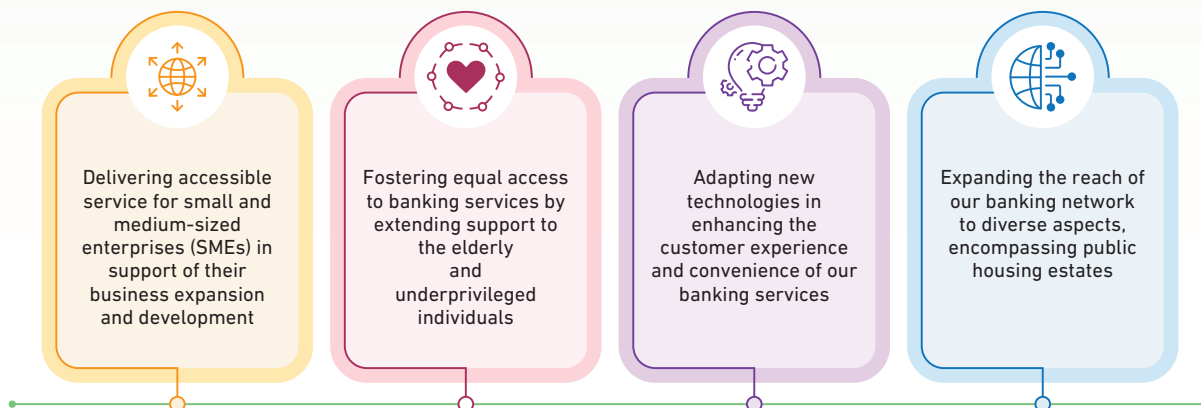 Delivering accessible
service for small and
medium-sized
enterprises (SMEs) in
support of their
business expansion
and development
Fostering equal access
to banking services by
extending support to
the elderly
and
underprivileged
individuals
Adapting new
technologies in
enhancing the
customer experience
and convenience of our
banking services
Expanding the reach of
our banking network
to diverse aspects,
encompassing public
housing estates